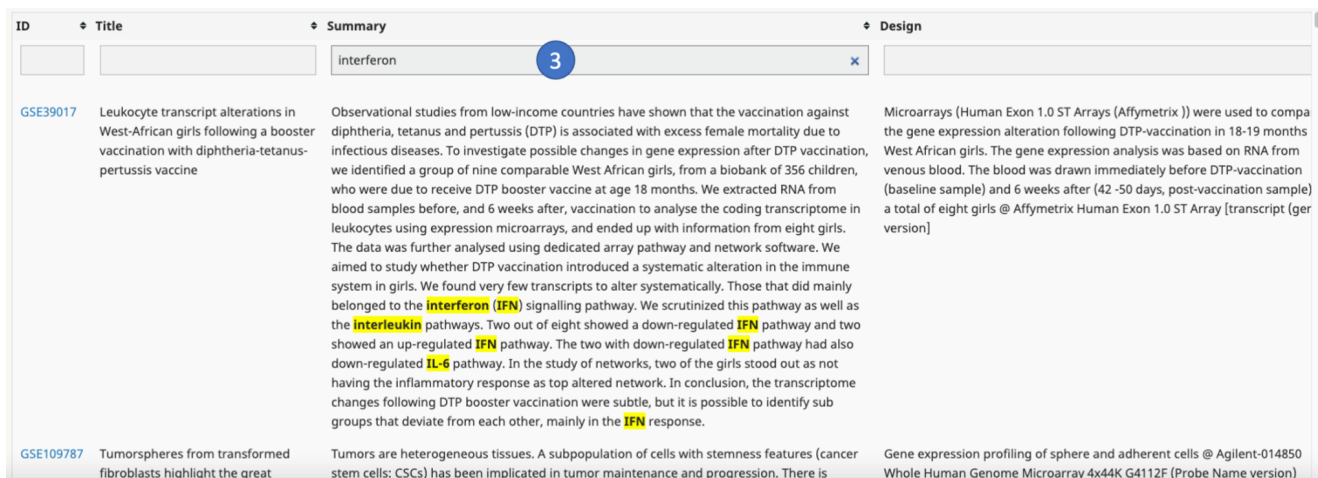 ID Title Summary Design
interferon
3
×
GSE39017
Leukocyte transcript alterations in
West-African girls following a booster
vaccination with diphtheria-tetanus-
pertussis vaccine
Observational studies from low-income countries have shown that the vaccination against
diphtheria, tetanus and pertussis (DTP) is associated with excess female mortality due to
infectious diseases. To investigate possible changes in gene expression after DTP vaccination,
we identified a group of nine comparable West African girls, from a biobank of 356 children,
who were due to receive DTP booster vaccine at age 18 months. We extracted RNA from
blood samples before, and 6 weeks after, vaccination to analyse the coding transcriptome in
leukocytes using expression microarrays, and ended up with information from eight girls.
The data was further analysed using dedicated array pathway and network software. We
aimed to study whether DTP vaccination introduced a systematic alteration in the immune
system in girls. We found very few transcripts to alter systematically. Those that did mainly
belonged to the interferon (IFN) signalling pathway. We scrutinized this pathway as well as
the interleukin pathways. Two out of eight showed a down-regulated IFN pathway and two
showed an up-regulated IFN pathway. The two with down-regulated IFN pathway had also
down-regulated IL-6 pathway. In the study of networks, two of the girls stood out as not
having the inflammatory response as top altered network. In conclusion, the transcriptome
changes following DTP booster vaccination were subtle, but it is possible to identify sub
groups that deviate from each other, mainly in the IFN response.
Microarrays (Human Exon 1.0 ST Arrays (Affymetrix )) were used to compa
the gene expression alteration following DTP-vaccination in 18-19 months
West African girls. The gene expression analysis was based on RNA from
venous blood. The blood was drawn immediately before DTP-vaccination
(baseline sample) and 6 weeks after (42 -50 days, post-vaccination sample)
a total of eight girls @ Affymetrix Human Exon 1.0 ST Array [transcript (ger
version]
GSE109787
Tumorspheres from transformed
fibroblasts highlight the great
Tumors are heterogeneous tissues. A subpopulation of cells with stemness features (cancer
stem cells; CSCs) has been implicated in tumor maintenance and progression. There is
Gene expression profiling of sphere and adherent cells @ Agilent-014850
Whole Human Genome Microarray 4x44K G4112F (Probe Name version)